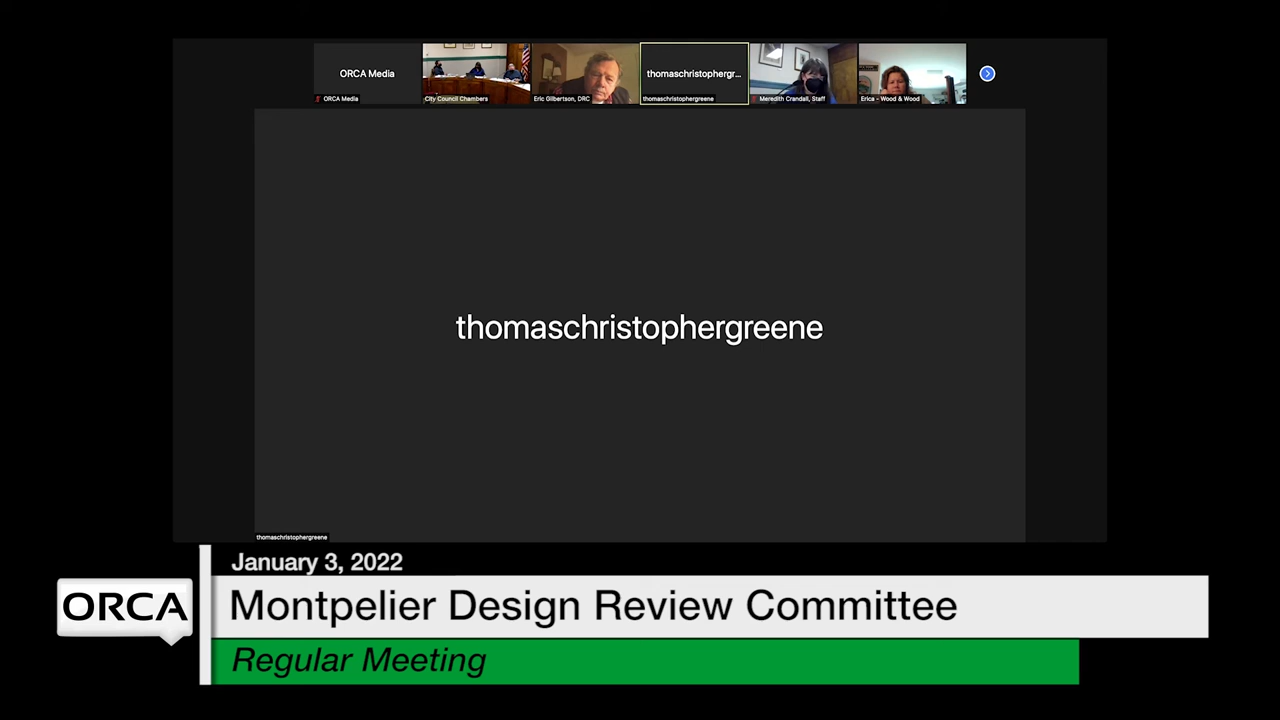 ORCA Media
thomaschristophergr...
ORCA Media
City Council Chambers
Eric Gilbertson, DRC
thomaschristophergreene
Meredith Crandall, Staff
Erica - Wood & Wood
thomaschristophergreene
thomaschristophergreene
January 3, 2022
ORCA
Montpelier Design Review Committee
Regular Meeting